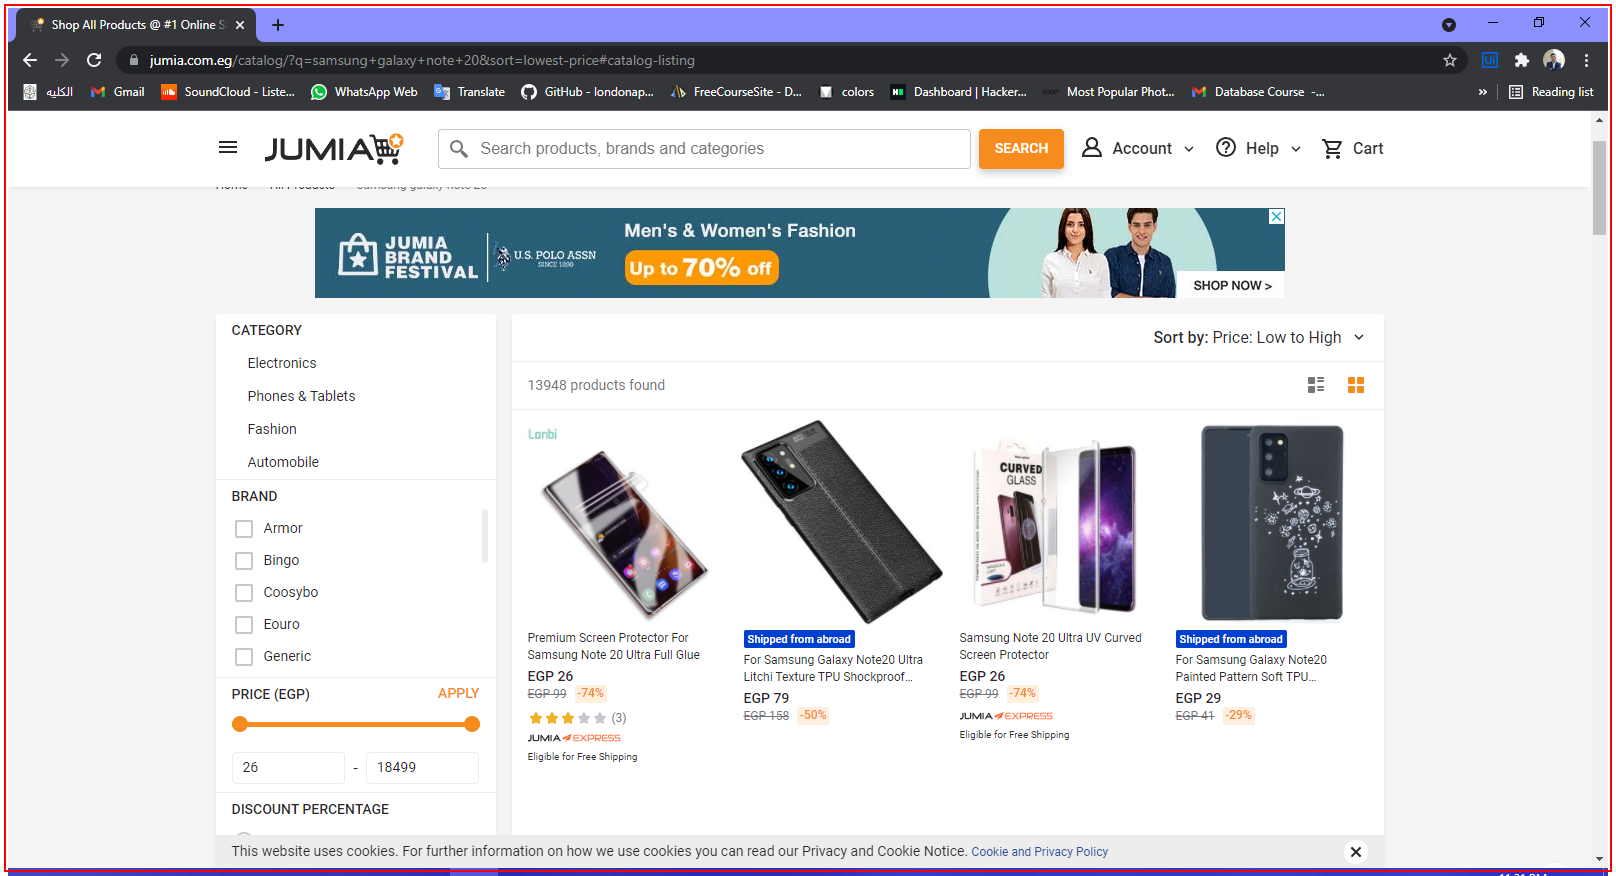 Shop All Products @ #1 Online S
jumia.com.eg/catalog/?q=samsung+galaxy+note+20&sort=lowest-price#catalog-listing
الكليه
Gmail
SoundCloud - Liste...
WhatsApp Web
Translate
GitHub - londonap...
FreeCourseSite - D...
colors
Dashboard | Hacker...
Most Popular Phot...
Database Course -...
»
Reading list
JUMIA
Search products, brands and categories
SEARCH
Account
Help
Cart
Home
All Products
Samsung galaxy note 20
JUMIA
BRAND
FESTIVAL
U.S. POLO ASSN
SINCE 1890
Men's & Women's Fashion
Up to 70% off
SHOP NOW >
CATEGORY
Electronics
Phones & Tablets
Fashion
Automobile
BRAND
Armor
Bingo
Coosybo
Eouro
Generic
PRICE (EGP)
APPLY
26 - 18499
DISCOUNT PERCENTAGE
Sort by: Price: Low to High
13948 products found
Lanbi
Premium Screen Protector For
Samsung Note 20 Ultra Full Glue
EGP 26
EGP 99 -74%
(3)
JUMIA EXPRESS
Eligible for Free Shipping
Shipped from abroad
For Samsung Galaxy Note20 Ultra
Litchi Texture TPU Shockproof...
EGP 79
EGP 158 -50%
CURVED
GLASS
Samsung Note 20 Ultra UV Curved
Screen Protector
EGP 26
EGP 99 -74%
JUMIA EXPRESS
Eligible for Free Shipping
Shipped from abroad
For Samsung Galaxy Note20
Painted Pattern Soft TPU...
EGP 29
EGP 41 -29%
This website uses cookies. For further information on how we use cookies you can read our Privacy and Cookie Notice. Cookie and Privacy Policy